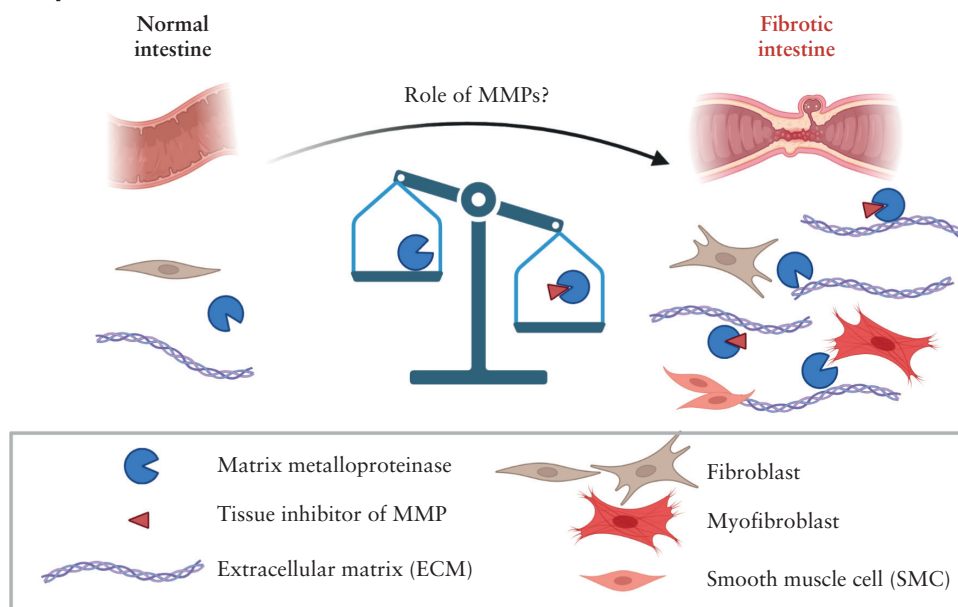 Normal
intestine
Fibrotic
intestine
Role of MMPs?
Matrix metalloproteinase
Tissue inhibitor of MMP
Extracellular matrix (ECM)
Fibroblast
Myofibroblast
Smooth muscle cell (SMC)